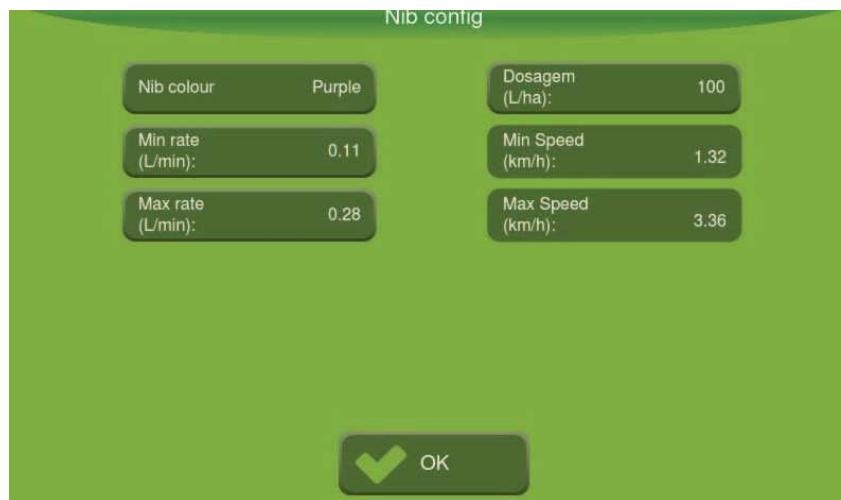 Nib config
Nib colour Purple
Dosagem
(L/ha): 100
Min rate
(L/min): 0.11
Min Speed
(km/h): 1.32
Max rate
(L/min): 0.28
Max Speed
(km/h): 3.36
OK